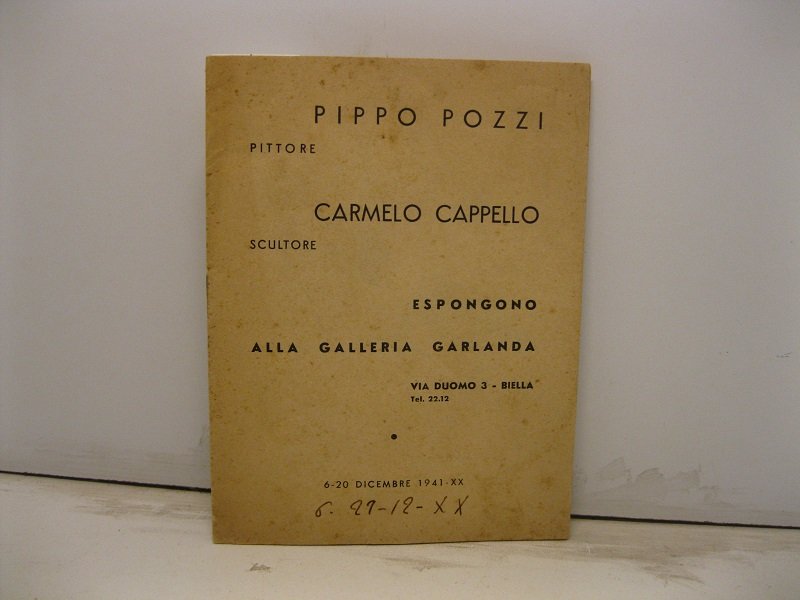 PIPPO POZZI
PITTORE
CARMELO CAPPELLO
SCULTORE
ESPONGONO
ALLA GALLERIA GARLANDA
VIA DUOMO 3 - BIELLA
Tel. 22.12
6-20 DICEMBRE 1941-XX
6. 27-12-XX